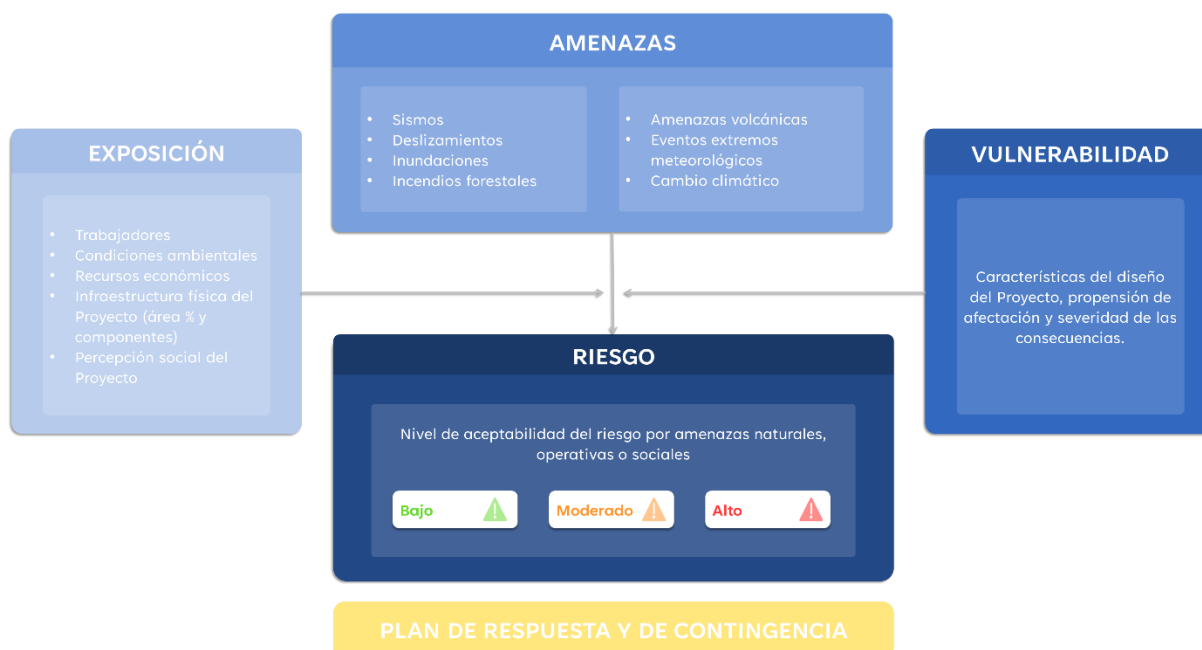 AMENAZAS
• Sismos
• Deslizamientos
• Inundaciones
• Incendios forestales
• Amenazas volcánicas
• Eventos extremos
meteorológicos
• Cambio climático
EXPOSICIÓN
• Trabajadores
• Condiciones ambientales
• Recursos económicos
• Infraestructura física del
Proyecto (área % y
componentes)
• Percepción social del
Proyecto
VULNERABILIDAD
Características del diseño
del Proyecto, propensión de
afectación y severidad de las
consecuencias.
RIESGO
Nivel de aceptabilidad del riesgo por amenazas naturales,
operativas o sociales
Bajo
Moderado
Alto
PLAN DE RESPUESTA Y DE CONTINGENCIA